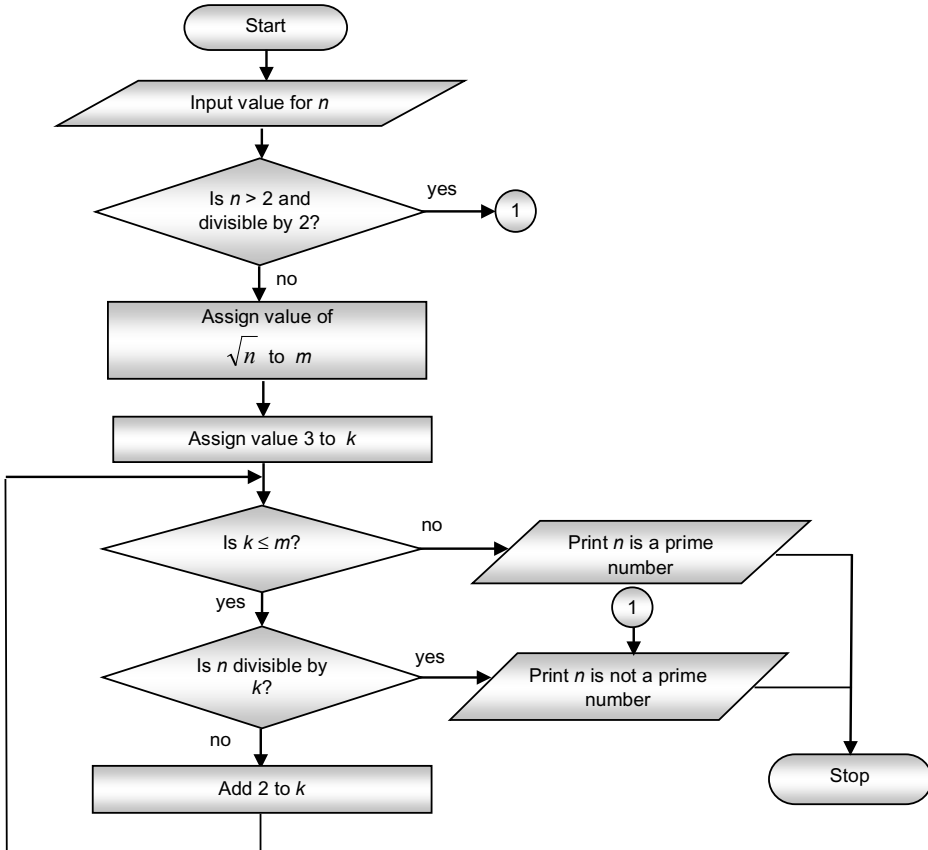 Start
Input value for n
Is n > 2 and
divisible by 2?
yes
1
no
Assign value of
√n to m
Assign value 3 to k
Is k ≤ m?
no
Print n is a prime
number
yes
1
Is n divisible by
k?
yes
Print n is not a prime
number
no
Add 2 to k
Stop